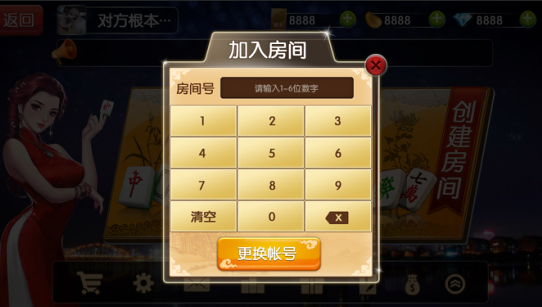 返回
对方根本…
8888
8888
8888
加入房间
房间号
请输入1~6位数字
1 2 3
4 5 6
7 8 9
清空 0 X
更换帐号
创建房间